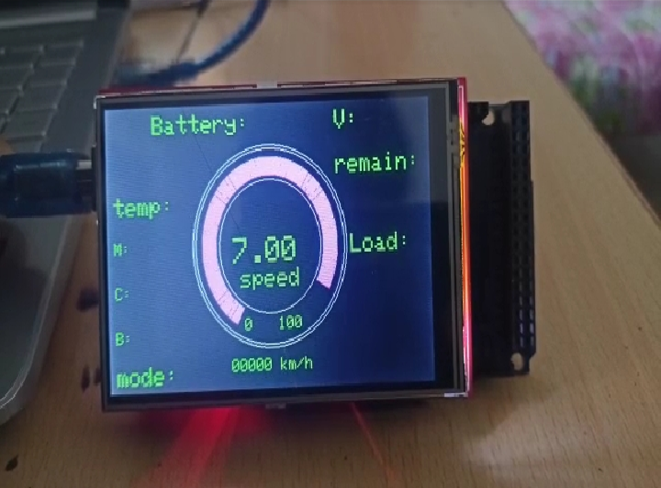 Battery:
V:
remain:
temp:
M:
7.00
Load:
speed
C:
0 100
B:
00000 km/h
mode: